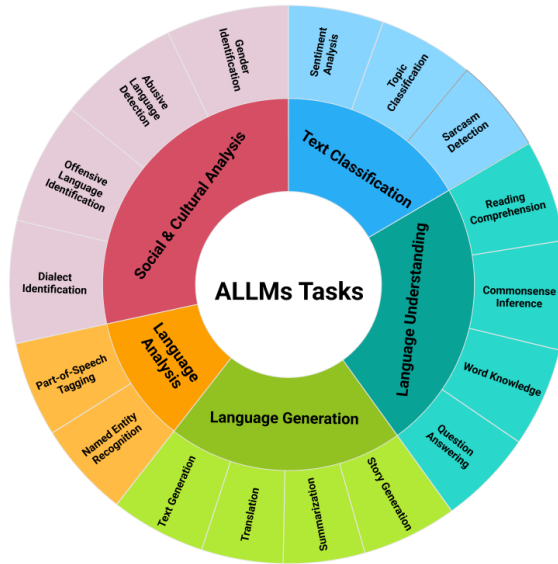 ALLMs Tasks
Text Classification
Sentiment
Analysis
Topic
Classification
Sarcasm
Detection
Language Understanding
Reading
Comprehension
Commonsense
Inference
Word Knowledge
Question
Answering
Language Generation
Story Generation
Summarization
Translation
Text Generation
Language
Analysis
Named Entity
Recognition
Part-of-Speech
Tagging
Social & Cultural Analysis
Dialect
Identification
Offensive
Language
Identification
Abusive
Language
Detection
Gender
Identification